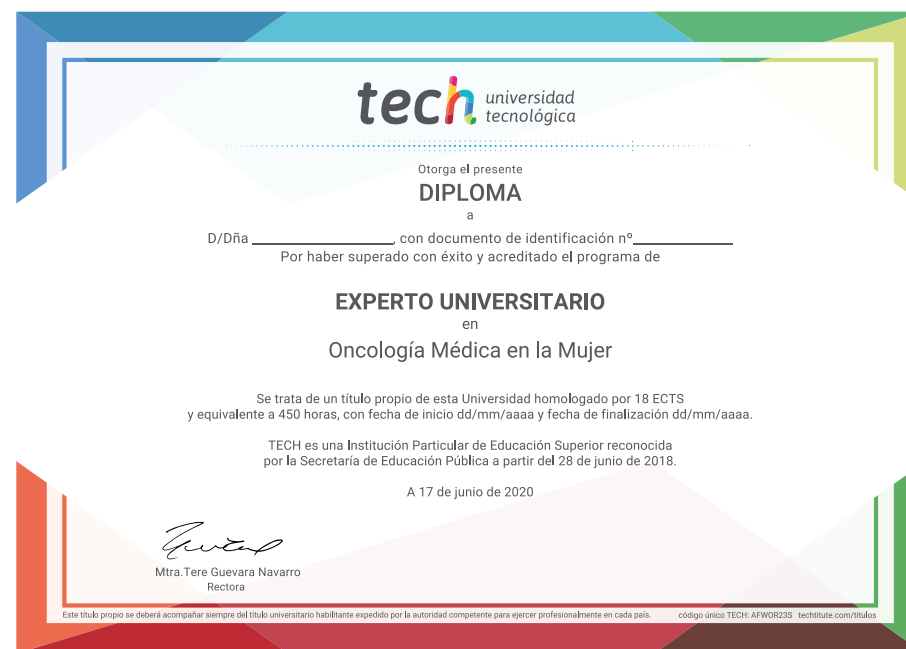 tech universidad
tecnológica
Otorga el presente
DIPLOMA
a
D/Dña ____________________, con documento de identificación nº______________
Por haber superado con éxito y acreditado el programa de
EXPERTO UNIVERSITARIO
en
Oncología Médica en la Mujer
Se trata de un título propio de esta Universidad homologado por 18 ECTS
y equivalente a 450 horas, con fecha de inicio dd/mm/aaaa y fecha de finalización dd/mm/aaaa.
TECH es una Institución Particular de Educación Superior reconocida
por la Secretaría de Educación Pública a partir del 28 de junio de 2018.
A 17 de junio de 2020
Mtra.Tere Guevara Navarro
Rectora
Este título propio se deberá acompañar siempre del título universitario habilitante expedido por la autoridad competente para ejercer profesionalmente en cada país. código único TECH: AFWOR23S techtitute.com/titulos